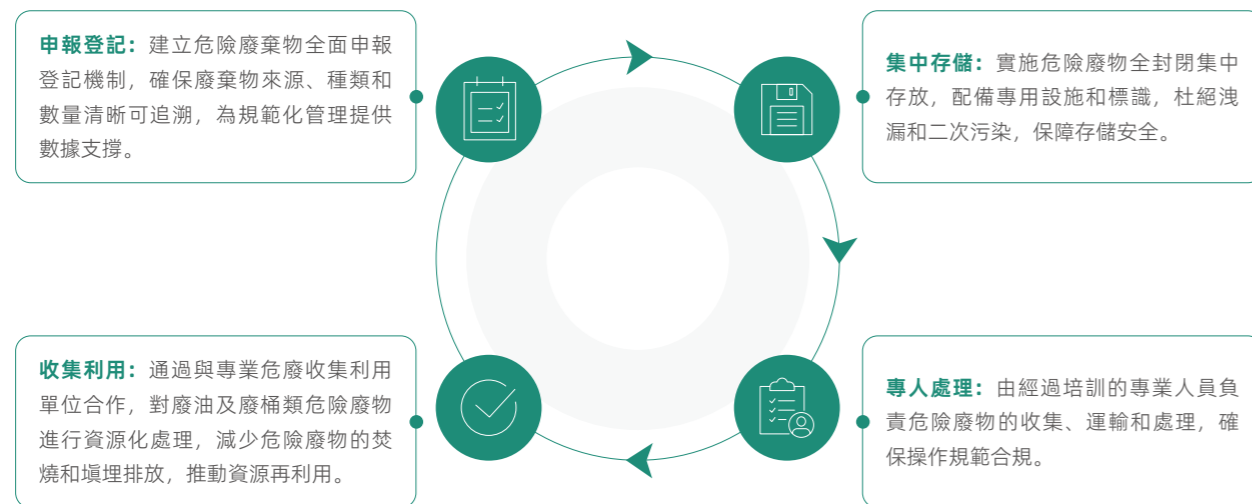 申報登記：建立危險廢棄物全面申報
登記機制，確保廢棄物來源、種類和
數量清晰可追溯，為規範化管理提供
數據支撐。
集中存儲：實施危險廢物全封閉集中
存放，配備專用設施和標識，杜絕洩
漏和二次污染，保障存儲安全。
收集利用：通過與專業危廢收集利用
單位合作，對廢油及廢桶類危險廢物
進行資源化處理，減少危險廢物的焚
燒和填埋排放，推動資源再利用。
專人處理：由經過培訓的專業人員負
責危險廢物的收集、運輸和處理，確
保操作規範合規。